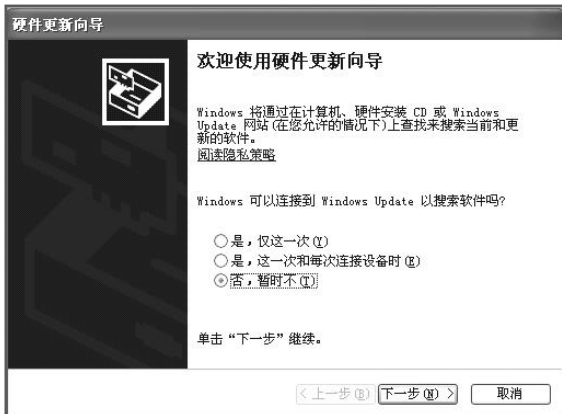 硬件更新向导
欢迎使用硬件更新向导
Windows 将通过在计算机、硬件安装 CD 或 Windows
Update 网站(在您允许的情况下)上查找来搜索当前和更
新的软件。
阅读隐私策略
Windows 可以连接到 Windows Update 以搜索软件吗?
是，仅这一次(Y)
是，这一次和每次连接设备时(E)
否，暂时不(T)
单击“下一步”继续。
< 上一步(B) 下一步(N) > 取消